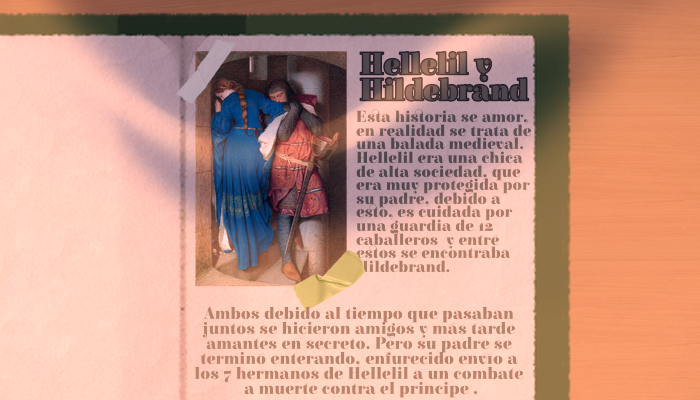 Hellelil y
Hildebrand
Esta historia se amor,
en realidad se trata de
una balada medieval.
Hellelil era una chica
de alta sociedad, que
era muy protegida por
su padre, debido a
esto, es cuidada por
una guardia de 12
caballeros y entre
estos se encontraba
Hildebrand.
Ambos debido al tiempo que pasaban
juntos se hicieron amigos y mas tarde
amantes en secreto. Pero su padre se
termino enterando, enfurecido envio a
los 7 hermanos de Hellelil a un combate
a muerte contra el principe .